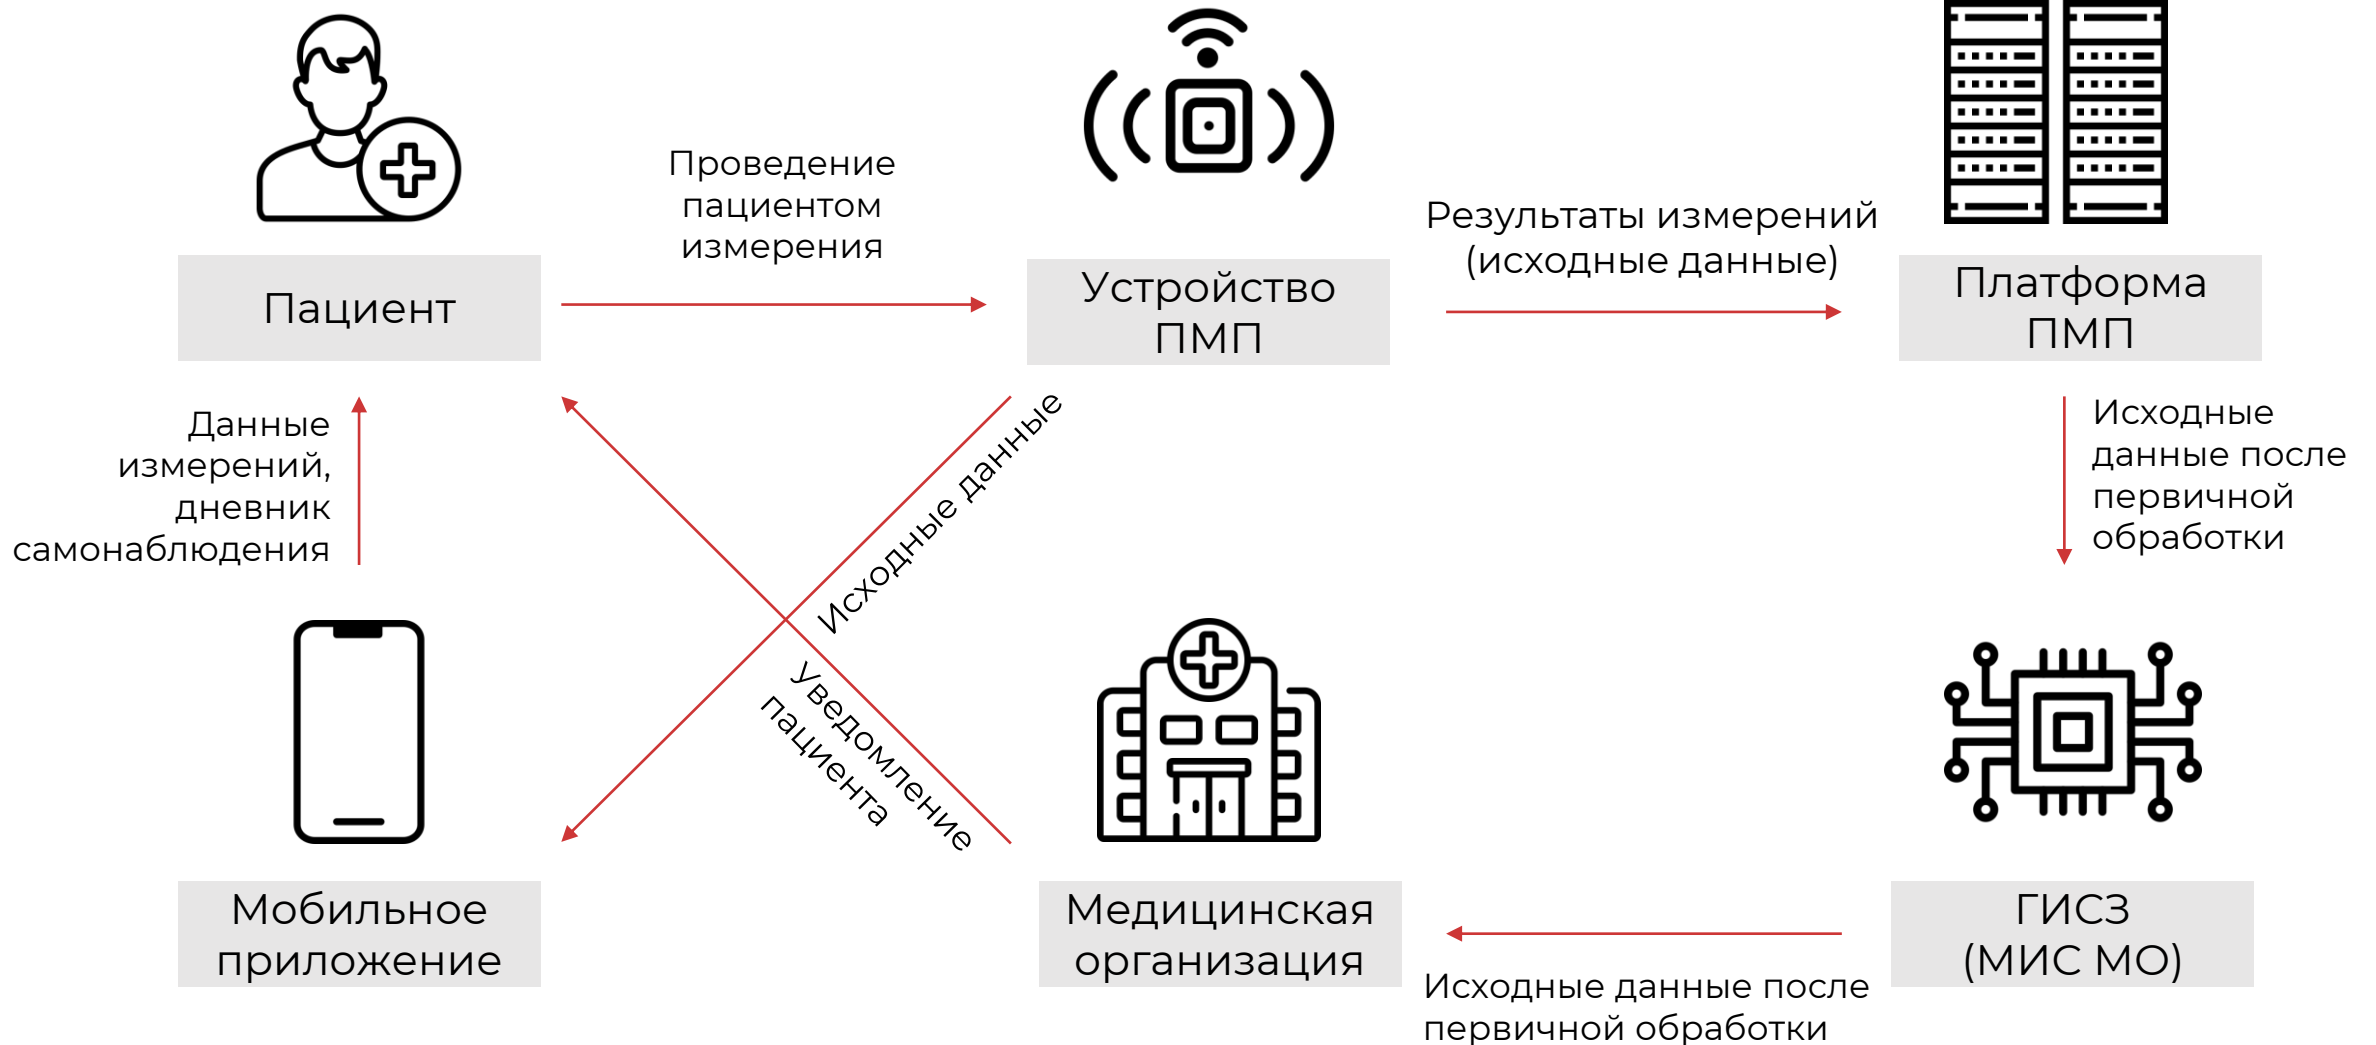 Проведение
пациентом
измерения
Результаты измерений
(исходные данные)
Пациент
Устройство
ПМП
Платформа
ПМП
Данные
измерений,
дневник
самонаблюдения
Исходные данные
Исходные
данные после
первичной
обработки
Уведомление
пациента
Мобильное
приложение
Медицинская
организация
ГИСЗ
(МИС МО)
Исходные данные после
первичной обработки